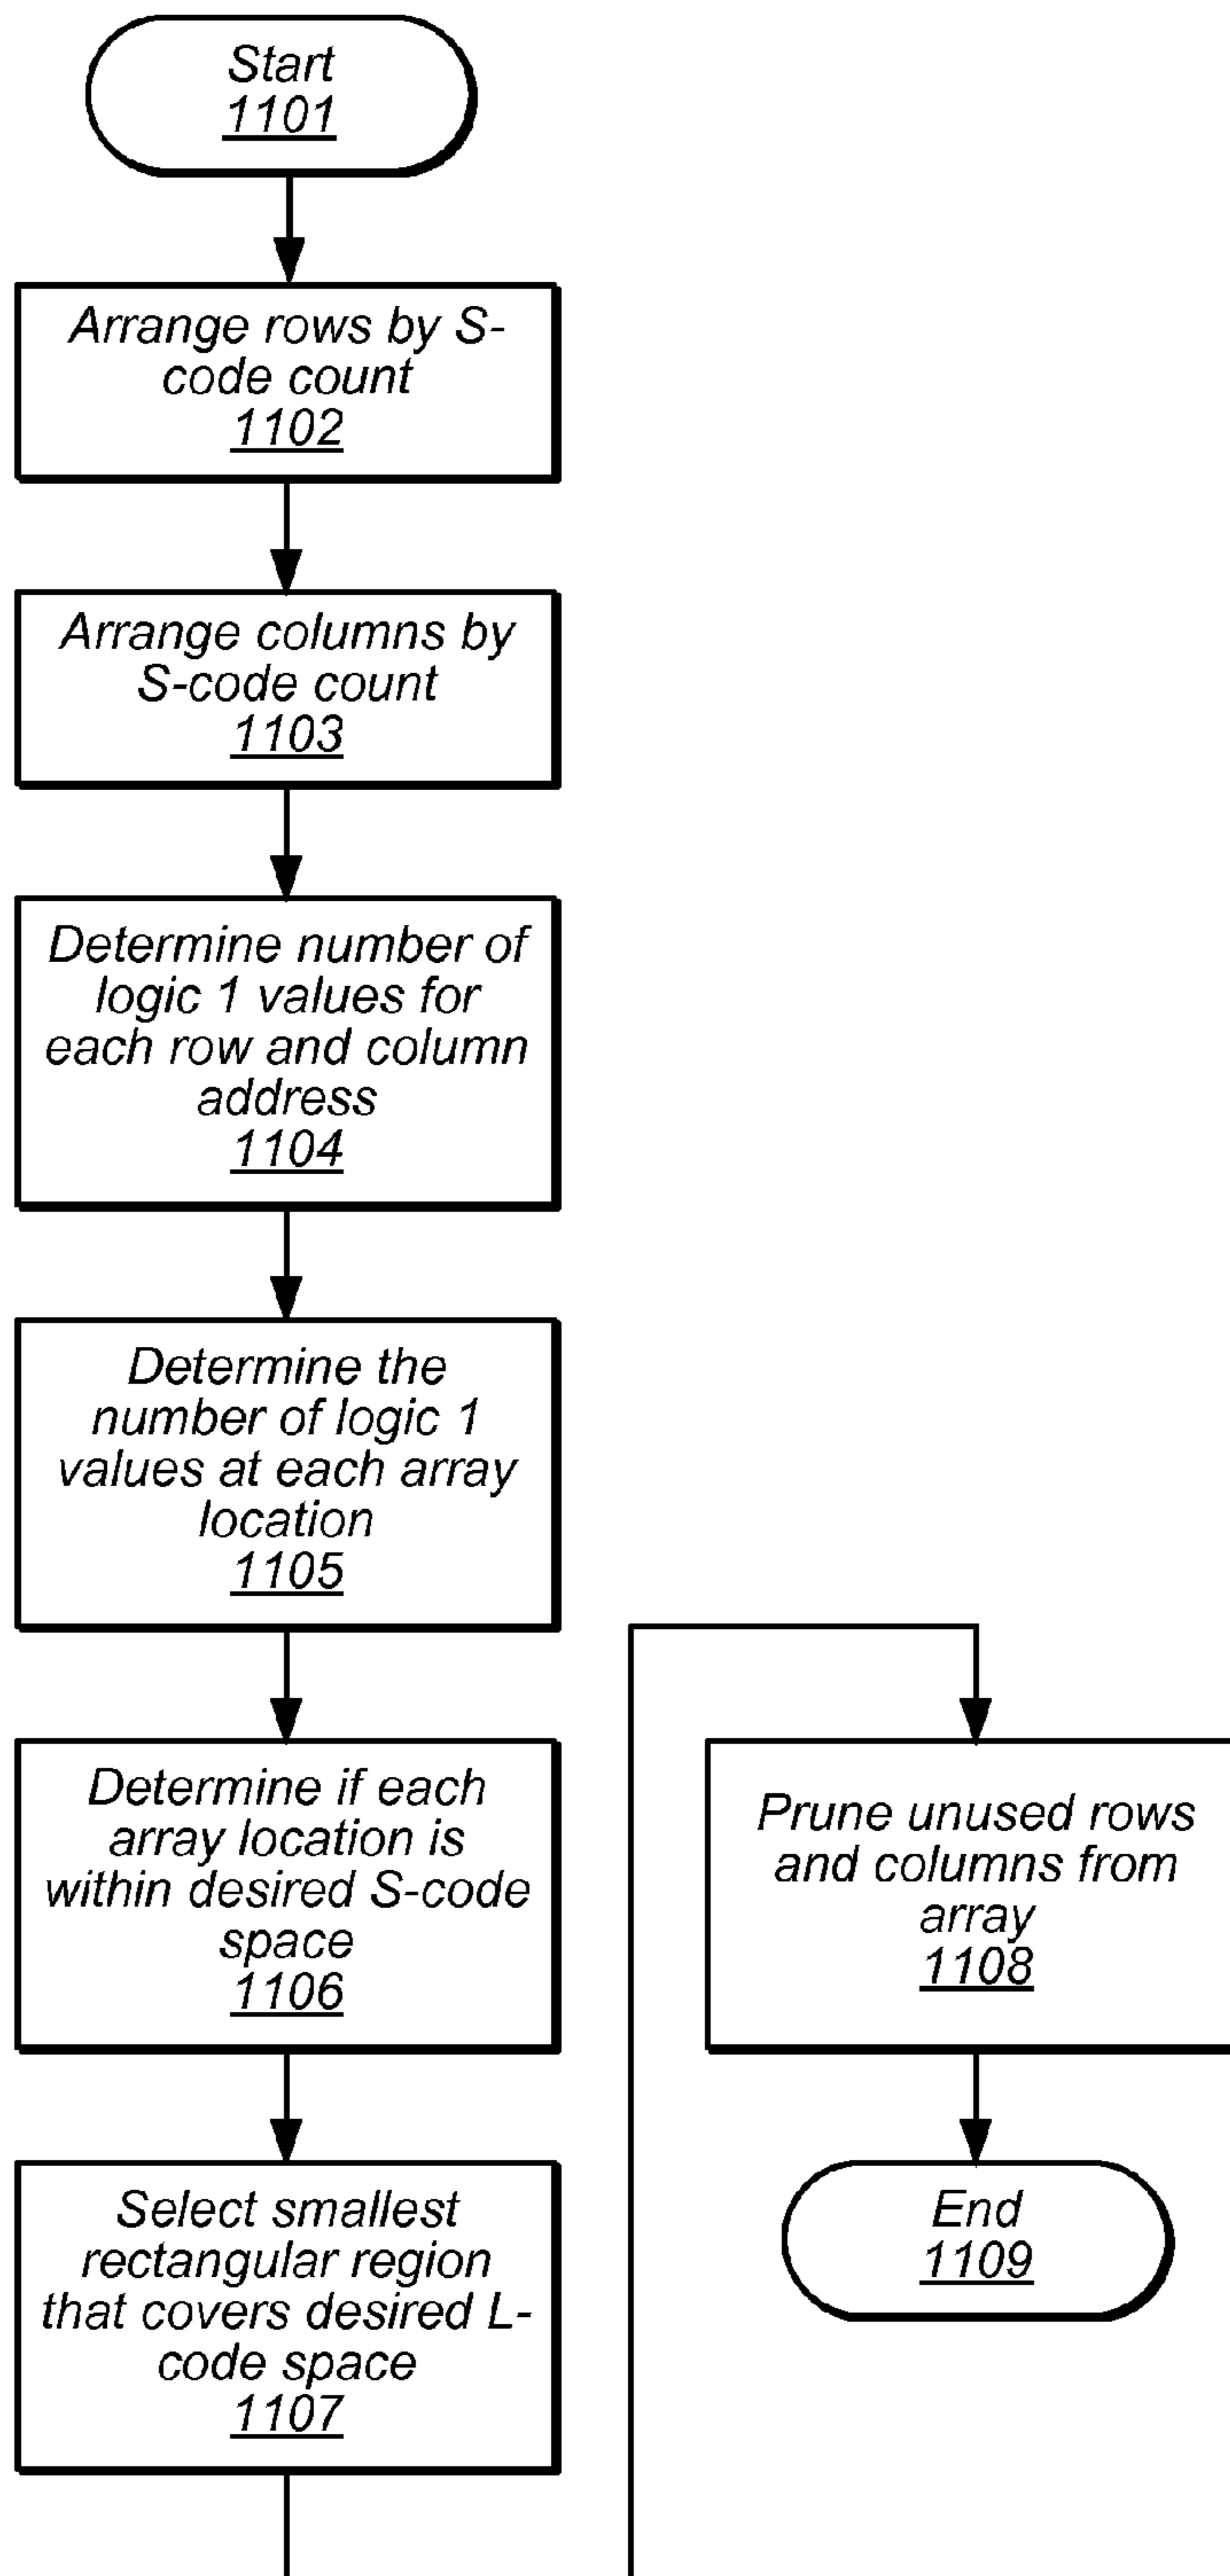 Start
1101
Arrange rows by S-
code count
1102
Arrange columns by
S-code count
1103
Determine number of
logic 1 values for
each row and column
address
1104
Determine the
number of logic 1
values at each array
location
1105
Determine if each
array location is
within desired S-code
space
1106
Select smallest
rectangular region
that covers desired L-
code space
1107
Prune unused rows
and columns from
array
1108
End
1109